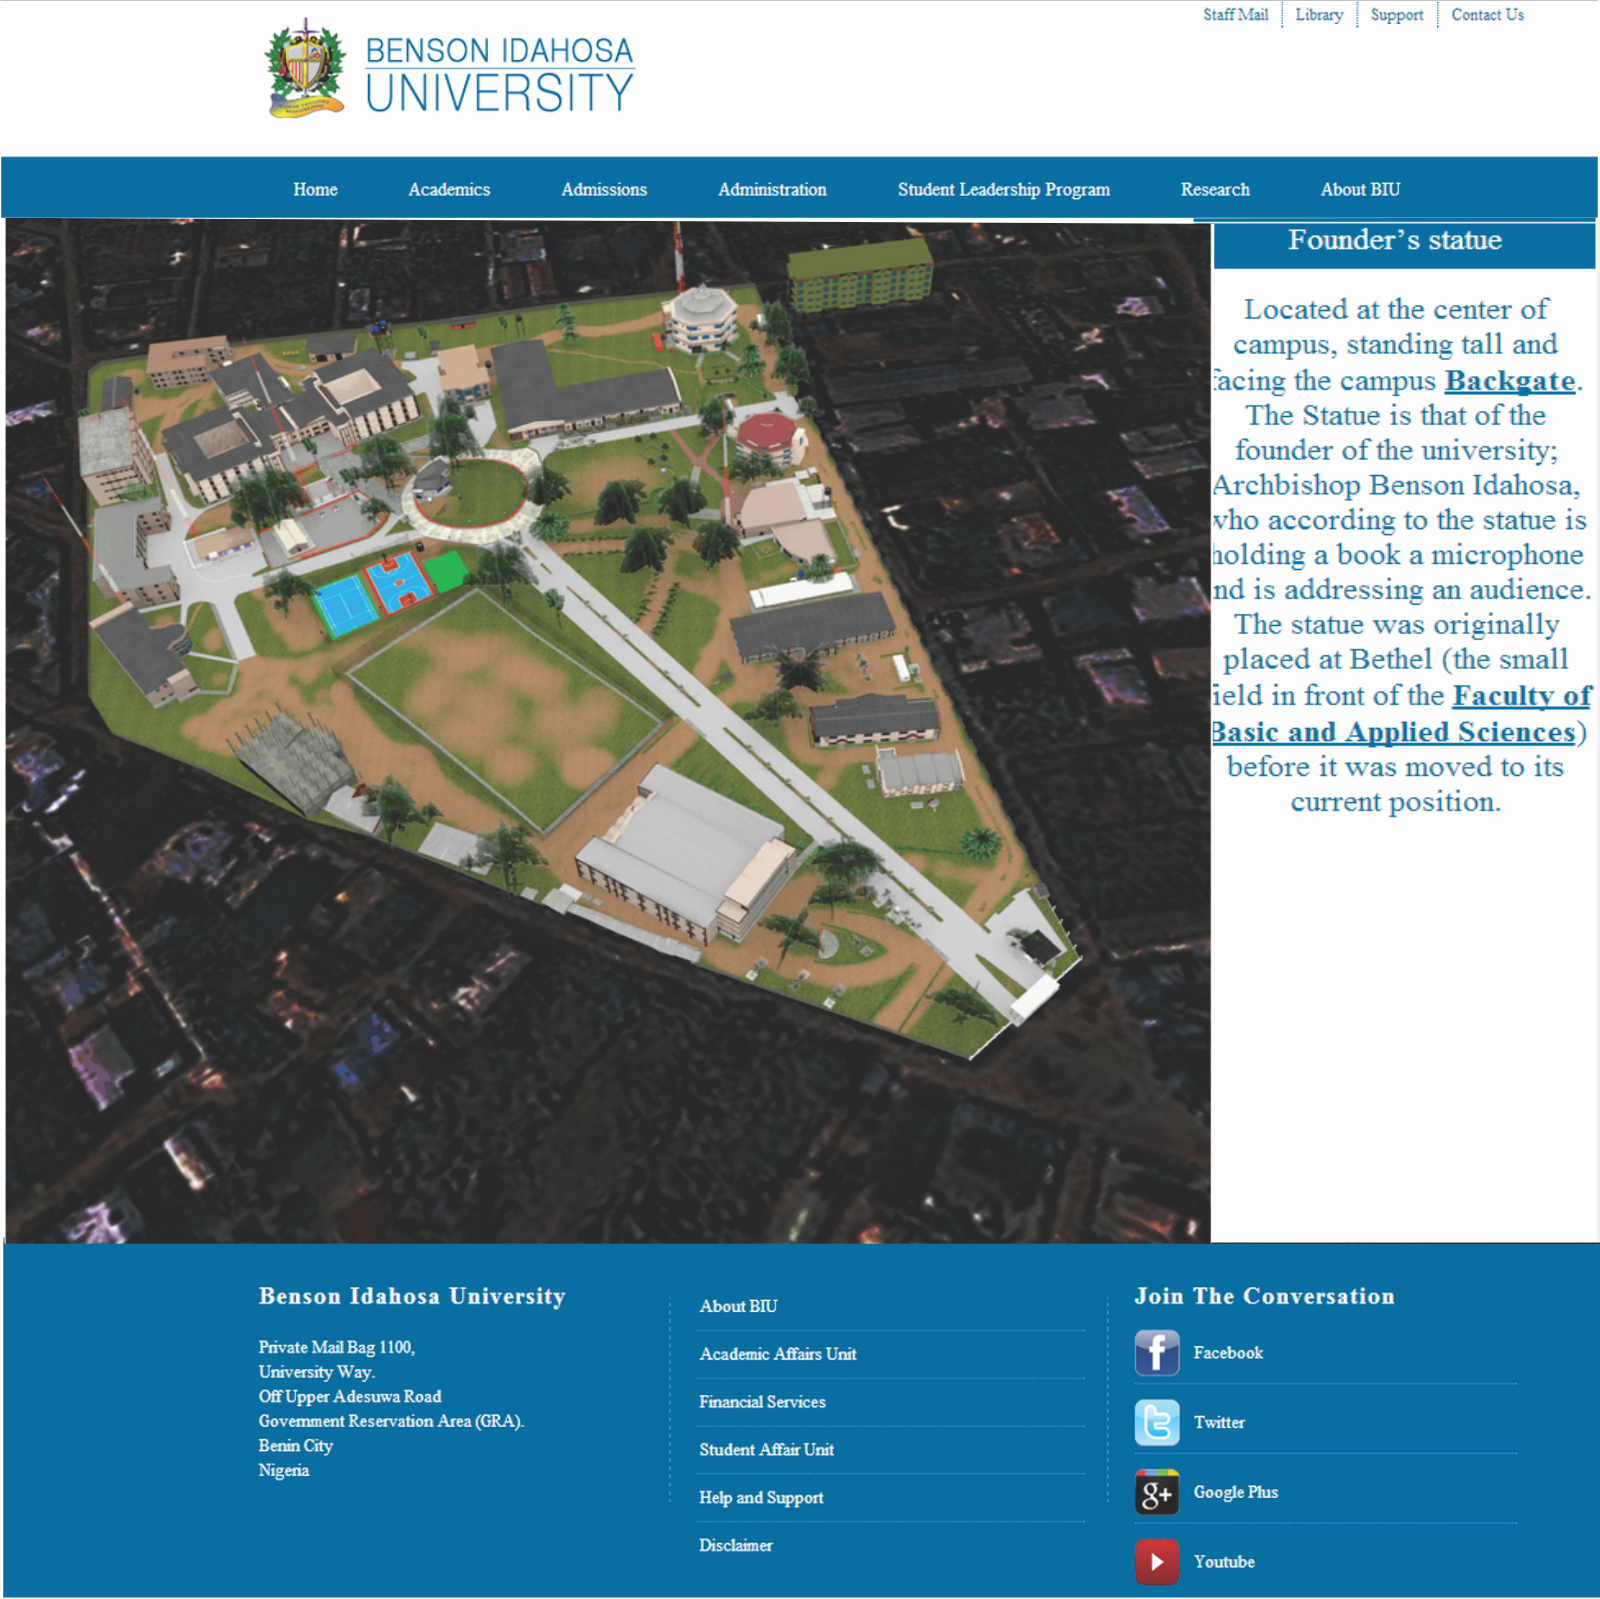 Staff Mail
Library
Support
Contact Us
BENSON IDAHOSA
UNIVERSITY
Home
Academics
Admissions
Administration
Student Leadership Program
Research
About BIU
Founder’s statue
Located at the center of
campus, standing tall and
facing the campus Backgate.
The Statue is that of the
founder of the university;
Archbishop Benson Idahosa,
who according to the statue is
holding a book a microphone
nd is addressing an audience.
The statue was originally
placed at Bethel (the small
ield in front of the Faculty of
Basic and Applied Sciences)
before it was moved to its
current position.
Benson Idahosa University
Private Mail Bag 1100,
University Way.
Off Upper Adesuwa Road
Government Reservation Area (GRA).
Benin City
Nigeria
About BIU
Academic Affairs Unit
Financial Services
Student Affair Unit
Help and Support
Disclaimer
Join The Conversation
Facebook
Twitter
Google Plus
Youtube